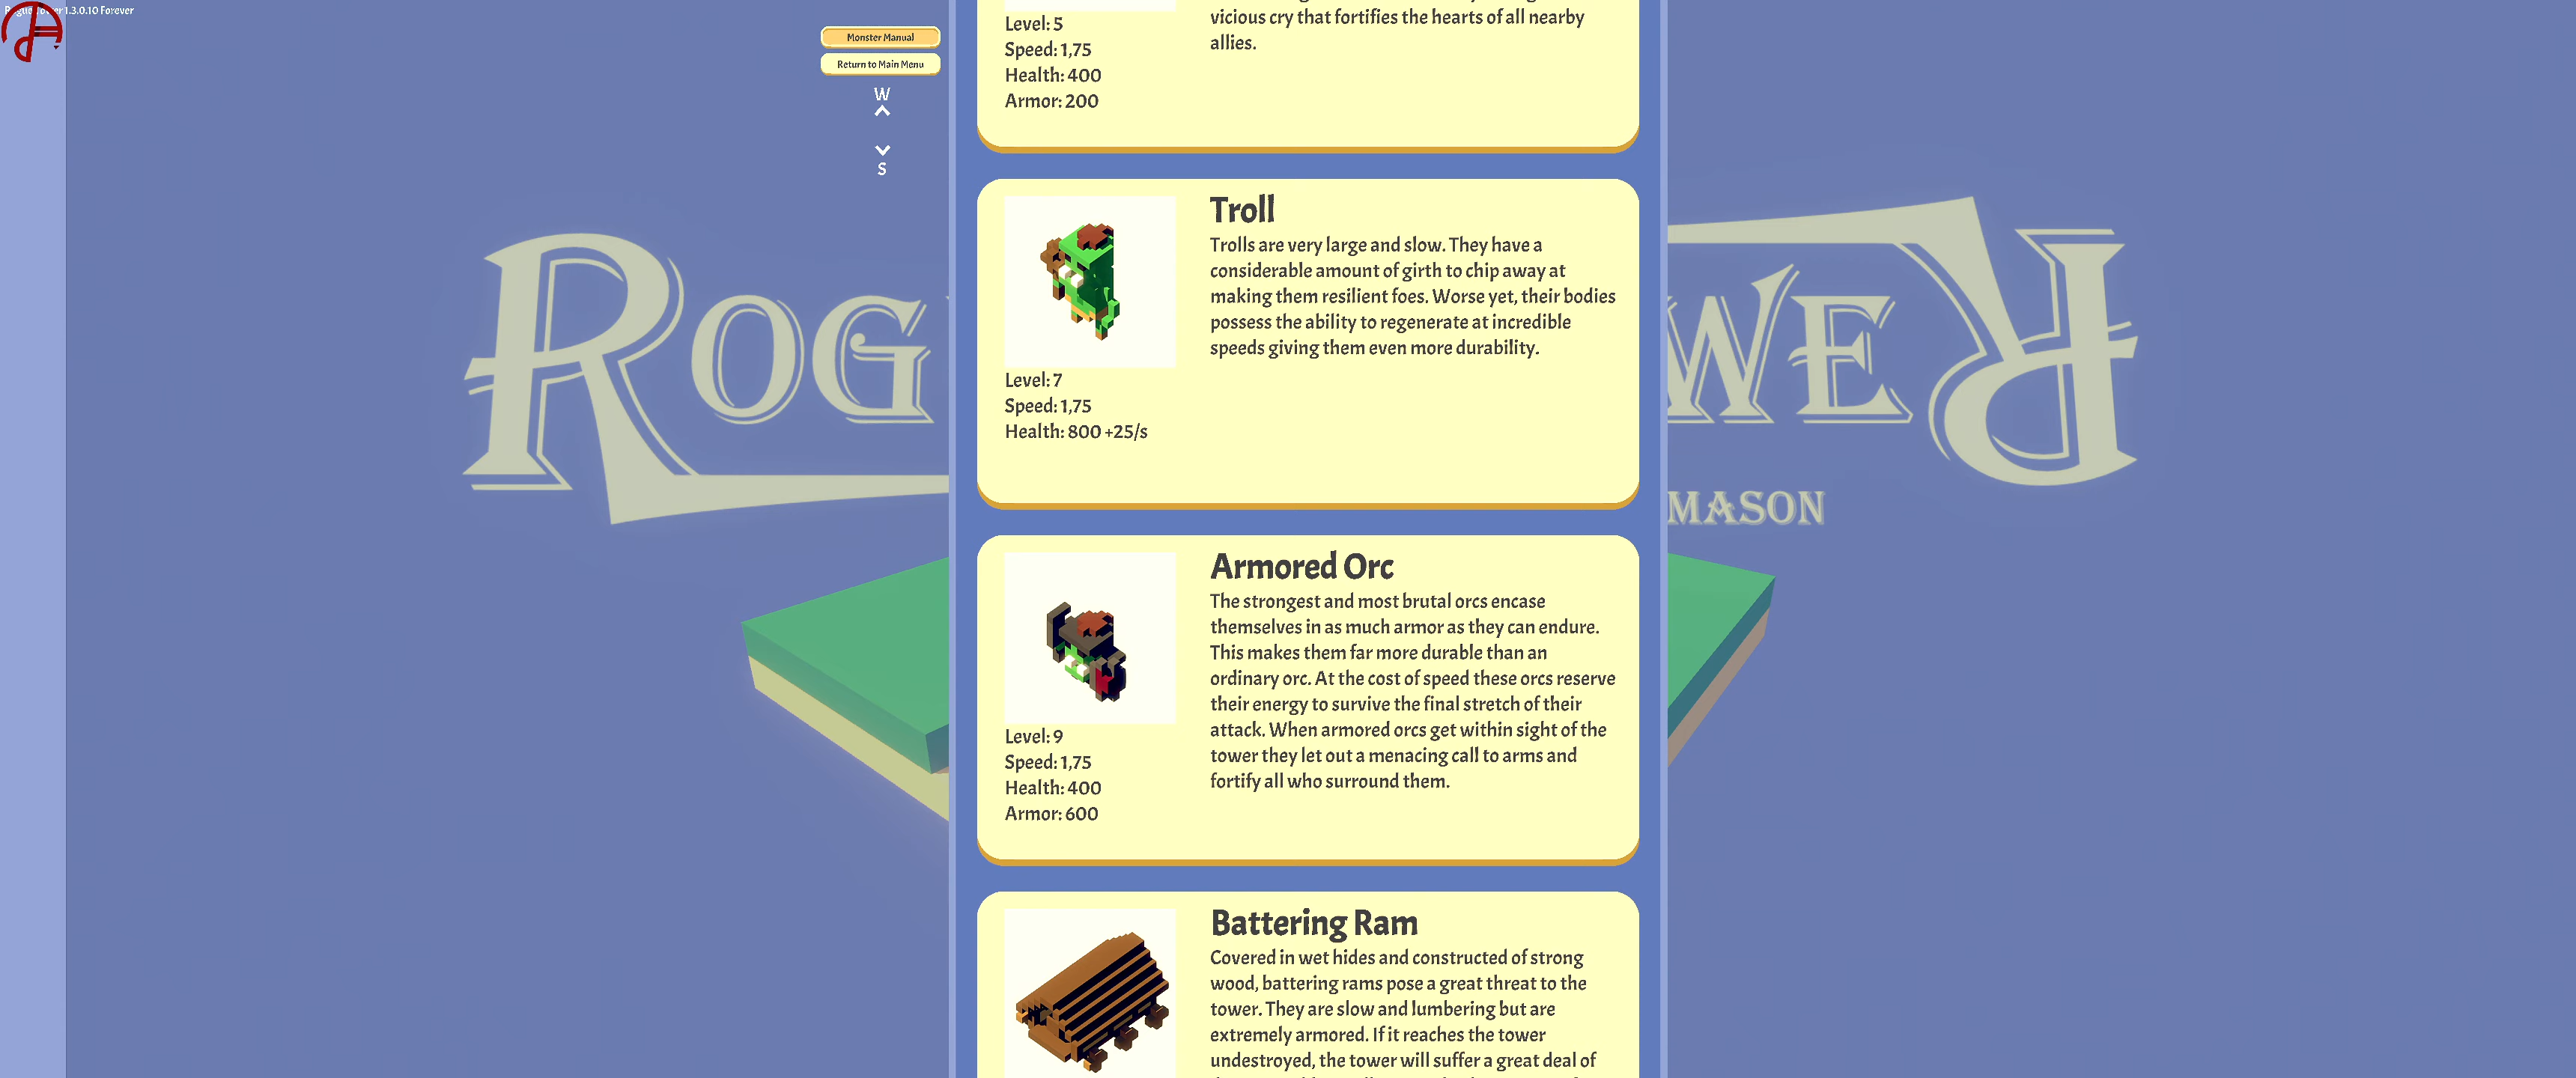 1.3.0.10 Forever
Monster Manual
Return to Main Menu
W
S
vicious cry that fortifies the hearts of all nearby
allies.
Level: 5
Speed: 1,75
Health: 400
Armor: 200
Troll
Trolls are very large and slow. They have a
considerable amount of girth to chip away at
making them resilient foes. Worse yet, their bodies
possess the ability to regenerate at incredible
speeds giving them even more durability.
Level: 7
Speed: 1,75
Health: 800 +25/s
Armored Orc
The strongest and most brutal orcs encase
themselves in as much armor as they can endure.
This makes them far more durable than an
ordinary orc. At the cost of speed these orcs reserve
their energy to survive the final stretch of their
attack. When armored orcs get within sight of the
tower they let out a menacing call to arms and
fortify all who surround them.
Level: 9
Speed: 1,75
Health: 400
Armor: 600
Battering Ram
Covered in wet hides and constructed of strong
wood, battering rams pose a great threat to the
tower. They are slow and lumbering but are
extremely armored. If it reaches the tower
undestroyed, the tower will suffer a great deal of
ROG
WER
MASON